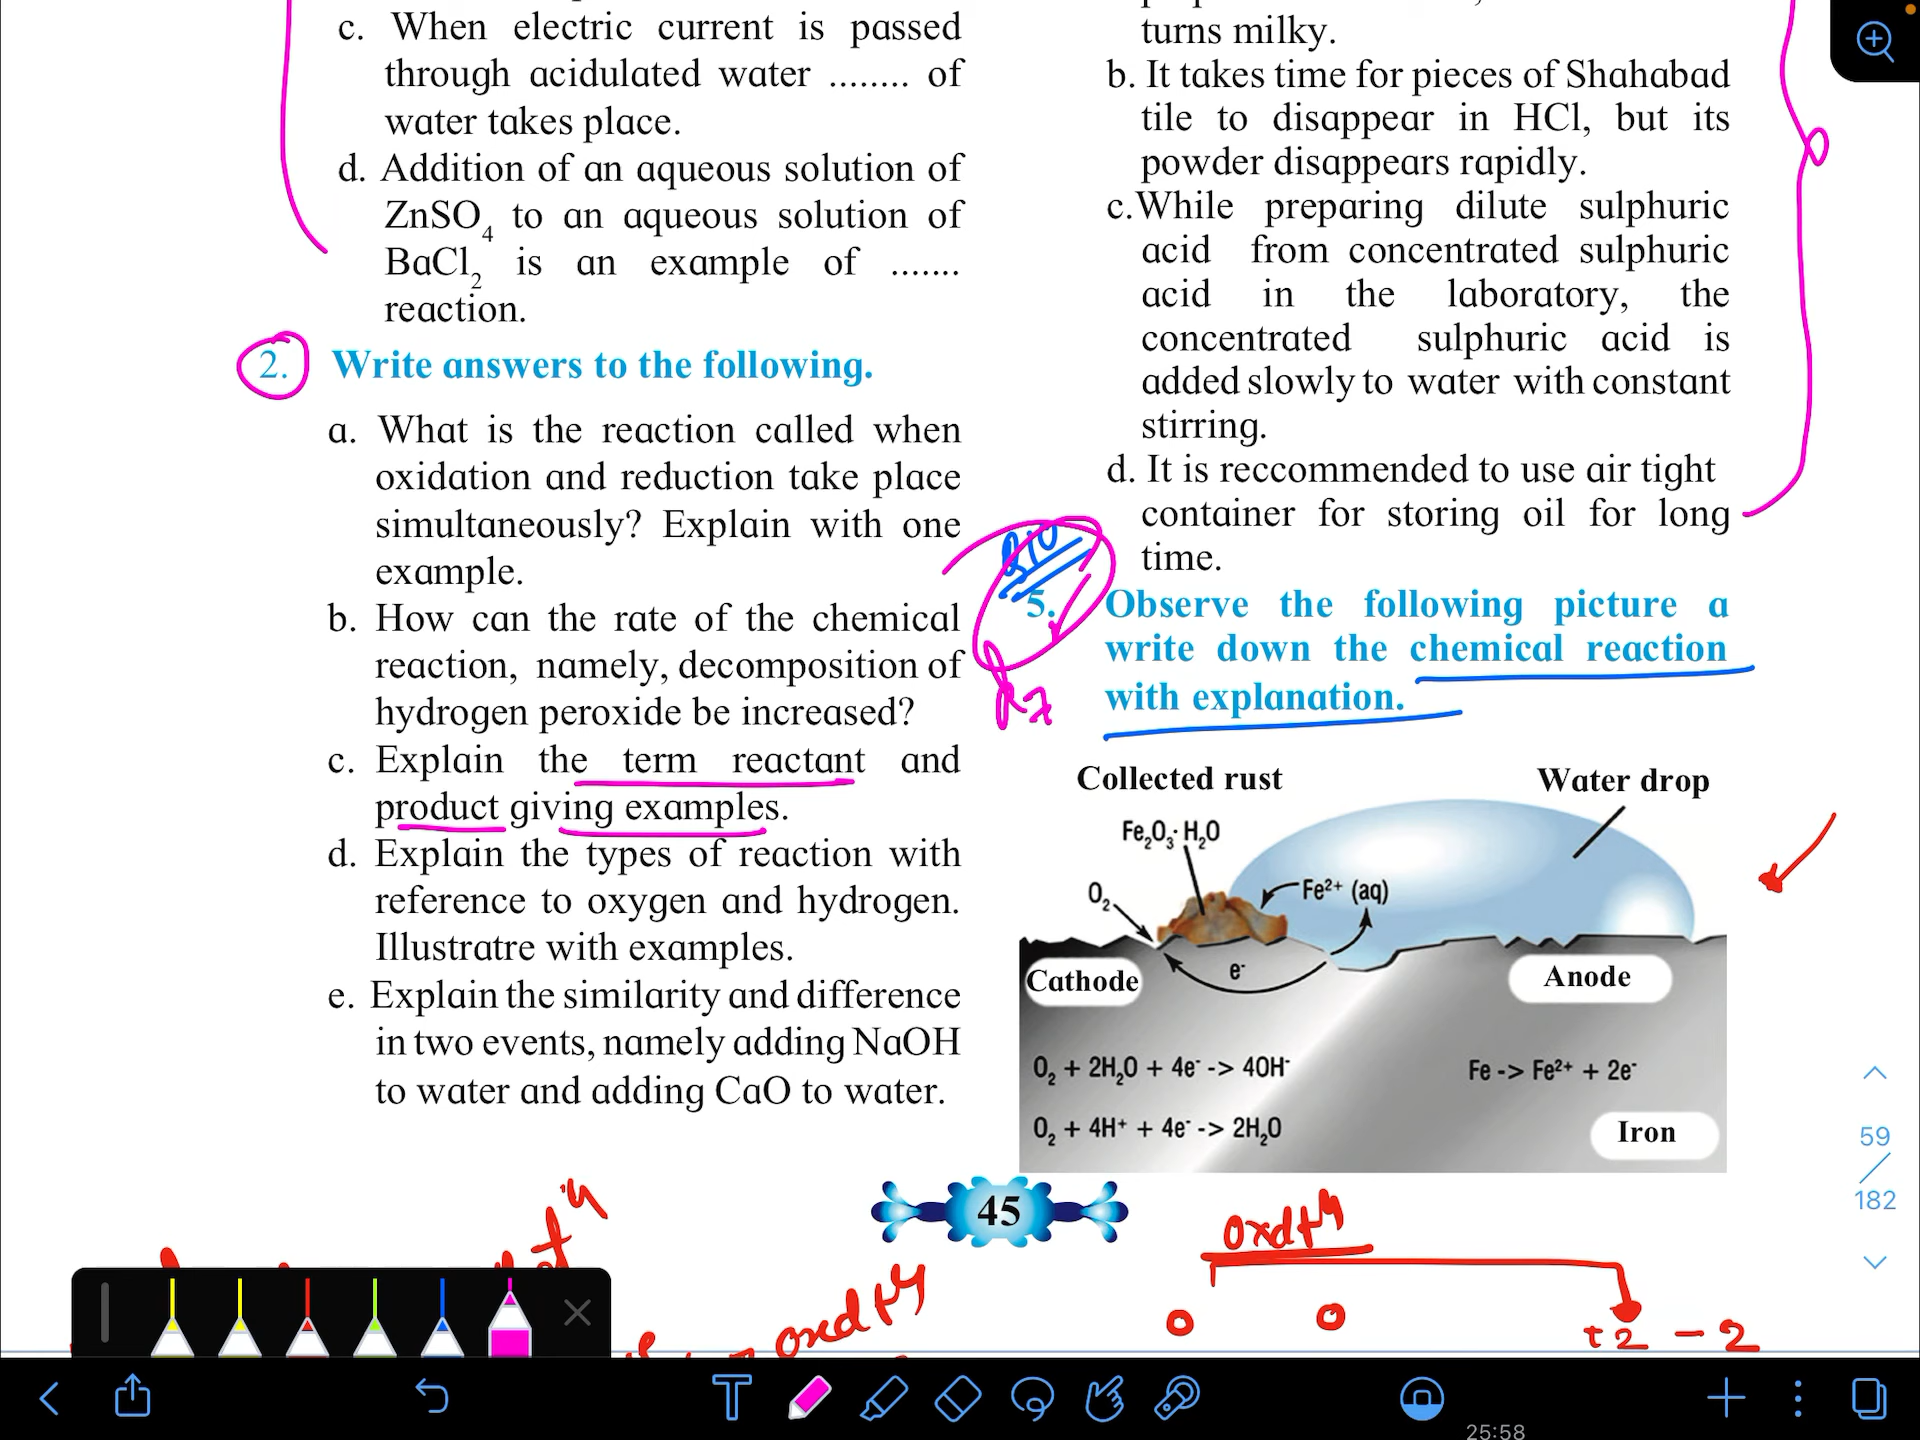 c. When electric current is passed
through acidulated water ........ of
water takes place.
d. Addition of an aqueous solution of
ZnSO₄ to an aqueous solution of
BaCl₂ is an example of .......
reaction.
2. Write answers to the following.
a. What is the reaction called when
oxidation and reduction take place
simultaneously? Explain with one
example.
b. How can the rate of the chemical
reaction, namely, decomposition of
hydrogen peroxide be increased?
c. Explain the term reactant and
product giving examples.
d. Explain the types of reaction with
reference to oxygen and hydrogen.
Illustratre with examples.
e. Explain the similarity and difference
in two events, namely adding NaOH
to water and adding CaO to water.
turns milky.
b. It takes time for pieces of Shahabad
tile to disappear in HCl, but its
powder disappears rapidly.
c. While preparing dilute sulphuric
acid from concentrated sulphuric
acid in the laboratory, the
concentrated sulphuric acid is
added slowly to water with constant
stirring.
d. It is reccommended to use air tight
container for storing oil for long
time.
5. Observe the following picture a
write down the chemical reaction
with explanation.
Collected rust
Water drop
Fe₂O₃·H₂O
O₂
Fe²⁺ (aq)
Cathode
e⁻
Anode
O₂ + 2H₂O + 4e⁻ -> 4OH⁻
Fe -> Fe²⁺ + 2e⁻
O₂ + 4H⁺ + 4e⁻ -> 2H₂O
Iron
45
59
182
oxdtn
oxdtn
0 0 +2 -2
25:58